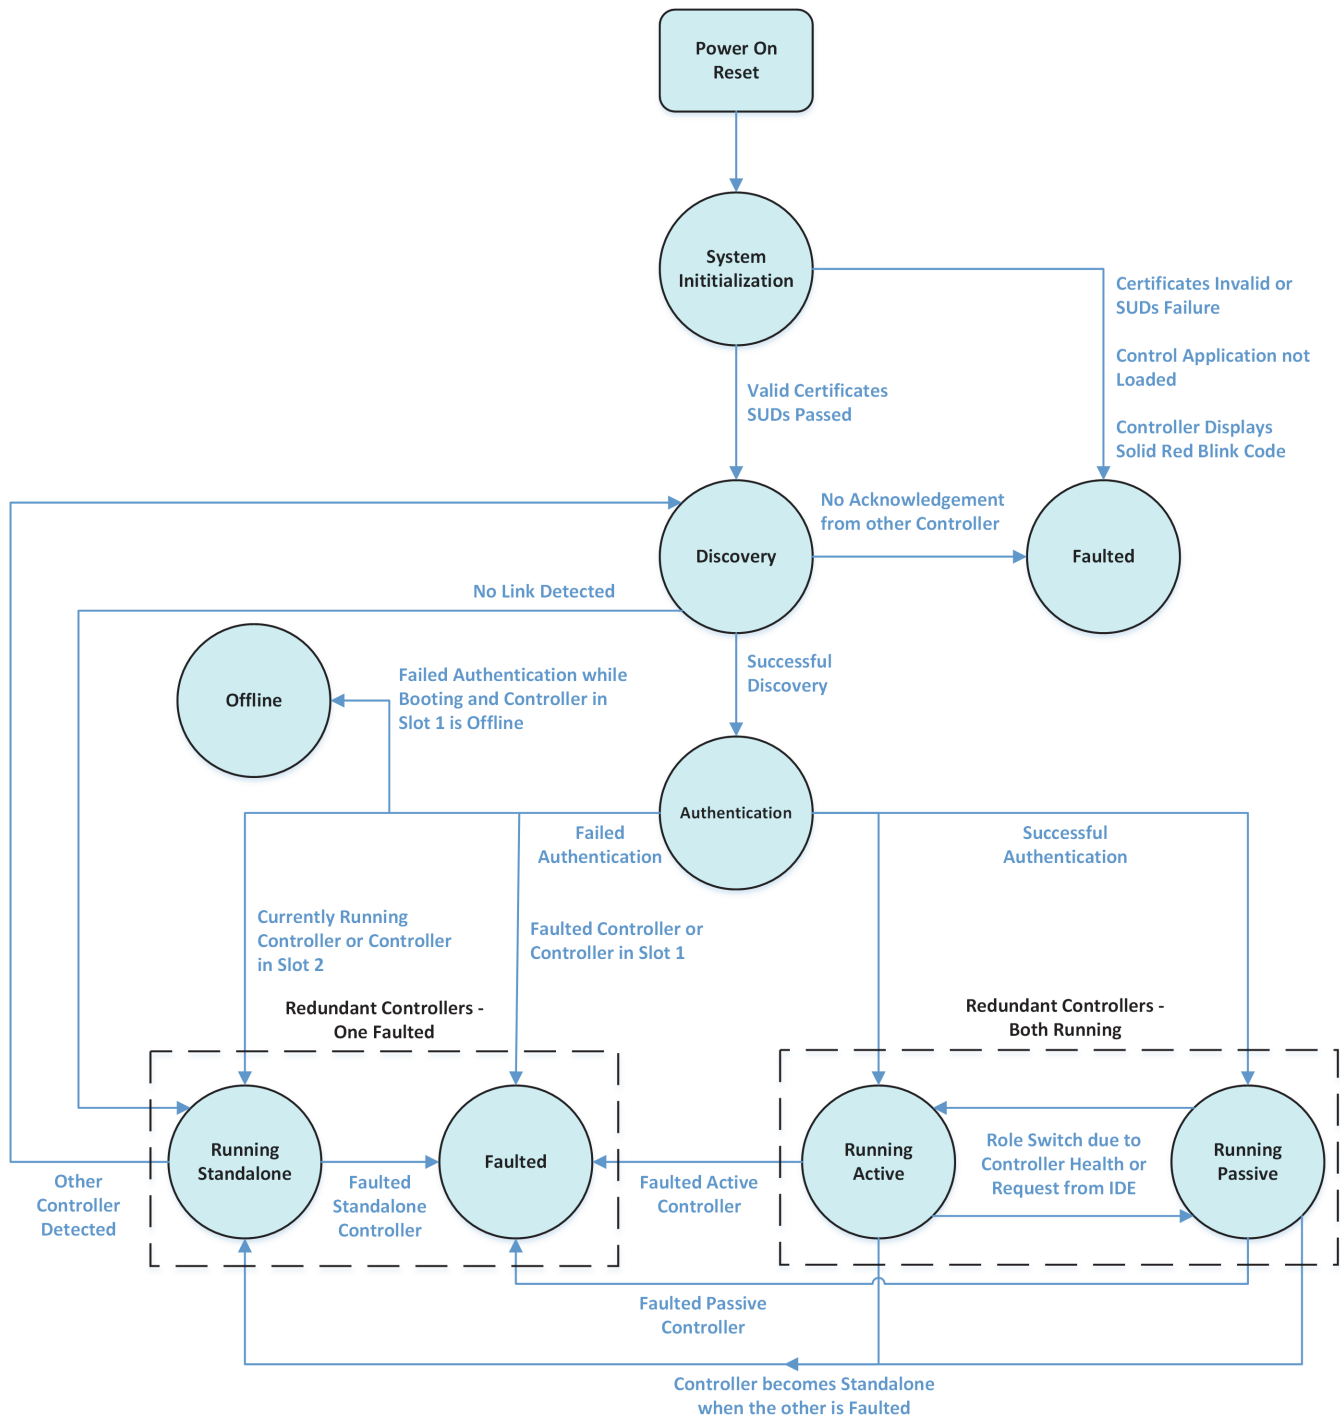 Power On
Reset
System
Inititialization
Certificates Invalid or
SUDs Failure
Control Application not
Loaded
Controller Displays
Solid Red Blink Code
Valid Certificates
SUDs Passed
No Acknowledgement
from other Controller
Discovery
Faulted
No Link Detected
Successful
Discovery
Failed Authentication while
Booting and Controller in
Slot 1 is Offline
Offline
Authentication
Failed
Authentication
Successful
Authentication
Currently Running
Controller or Controller
in Slot 2
Faulted Controller or
Controller in Slot 1
Redundant Controllers -
One Faulted
Redundant Controllers -
Both Running
Running
Standalone
Faulted
Running
Active
Role Switch due to
Controller Health or
Request from IDE
Running
Passive
Other
Controller
Detected
Faulted
Standalone
Controller
Faulted Active
Controller
Faulted Passive
Controller
Controller becomes Standalone
when the other is Faulted